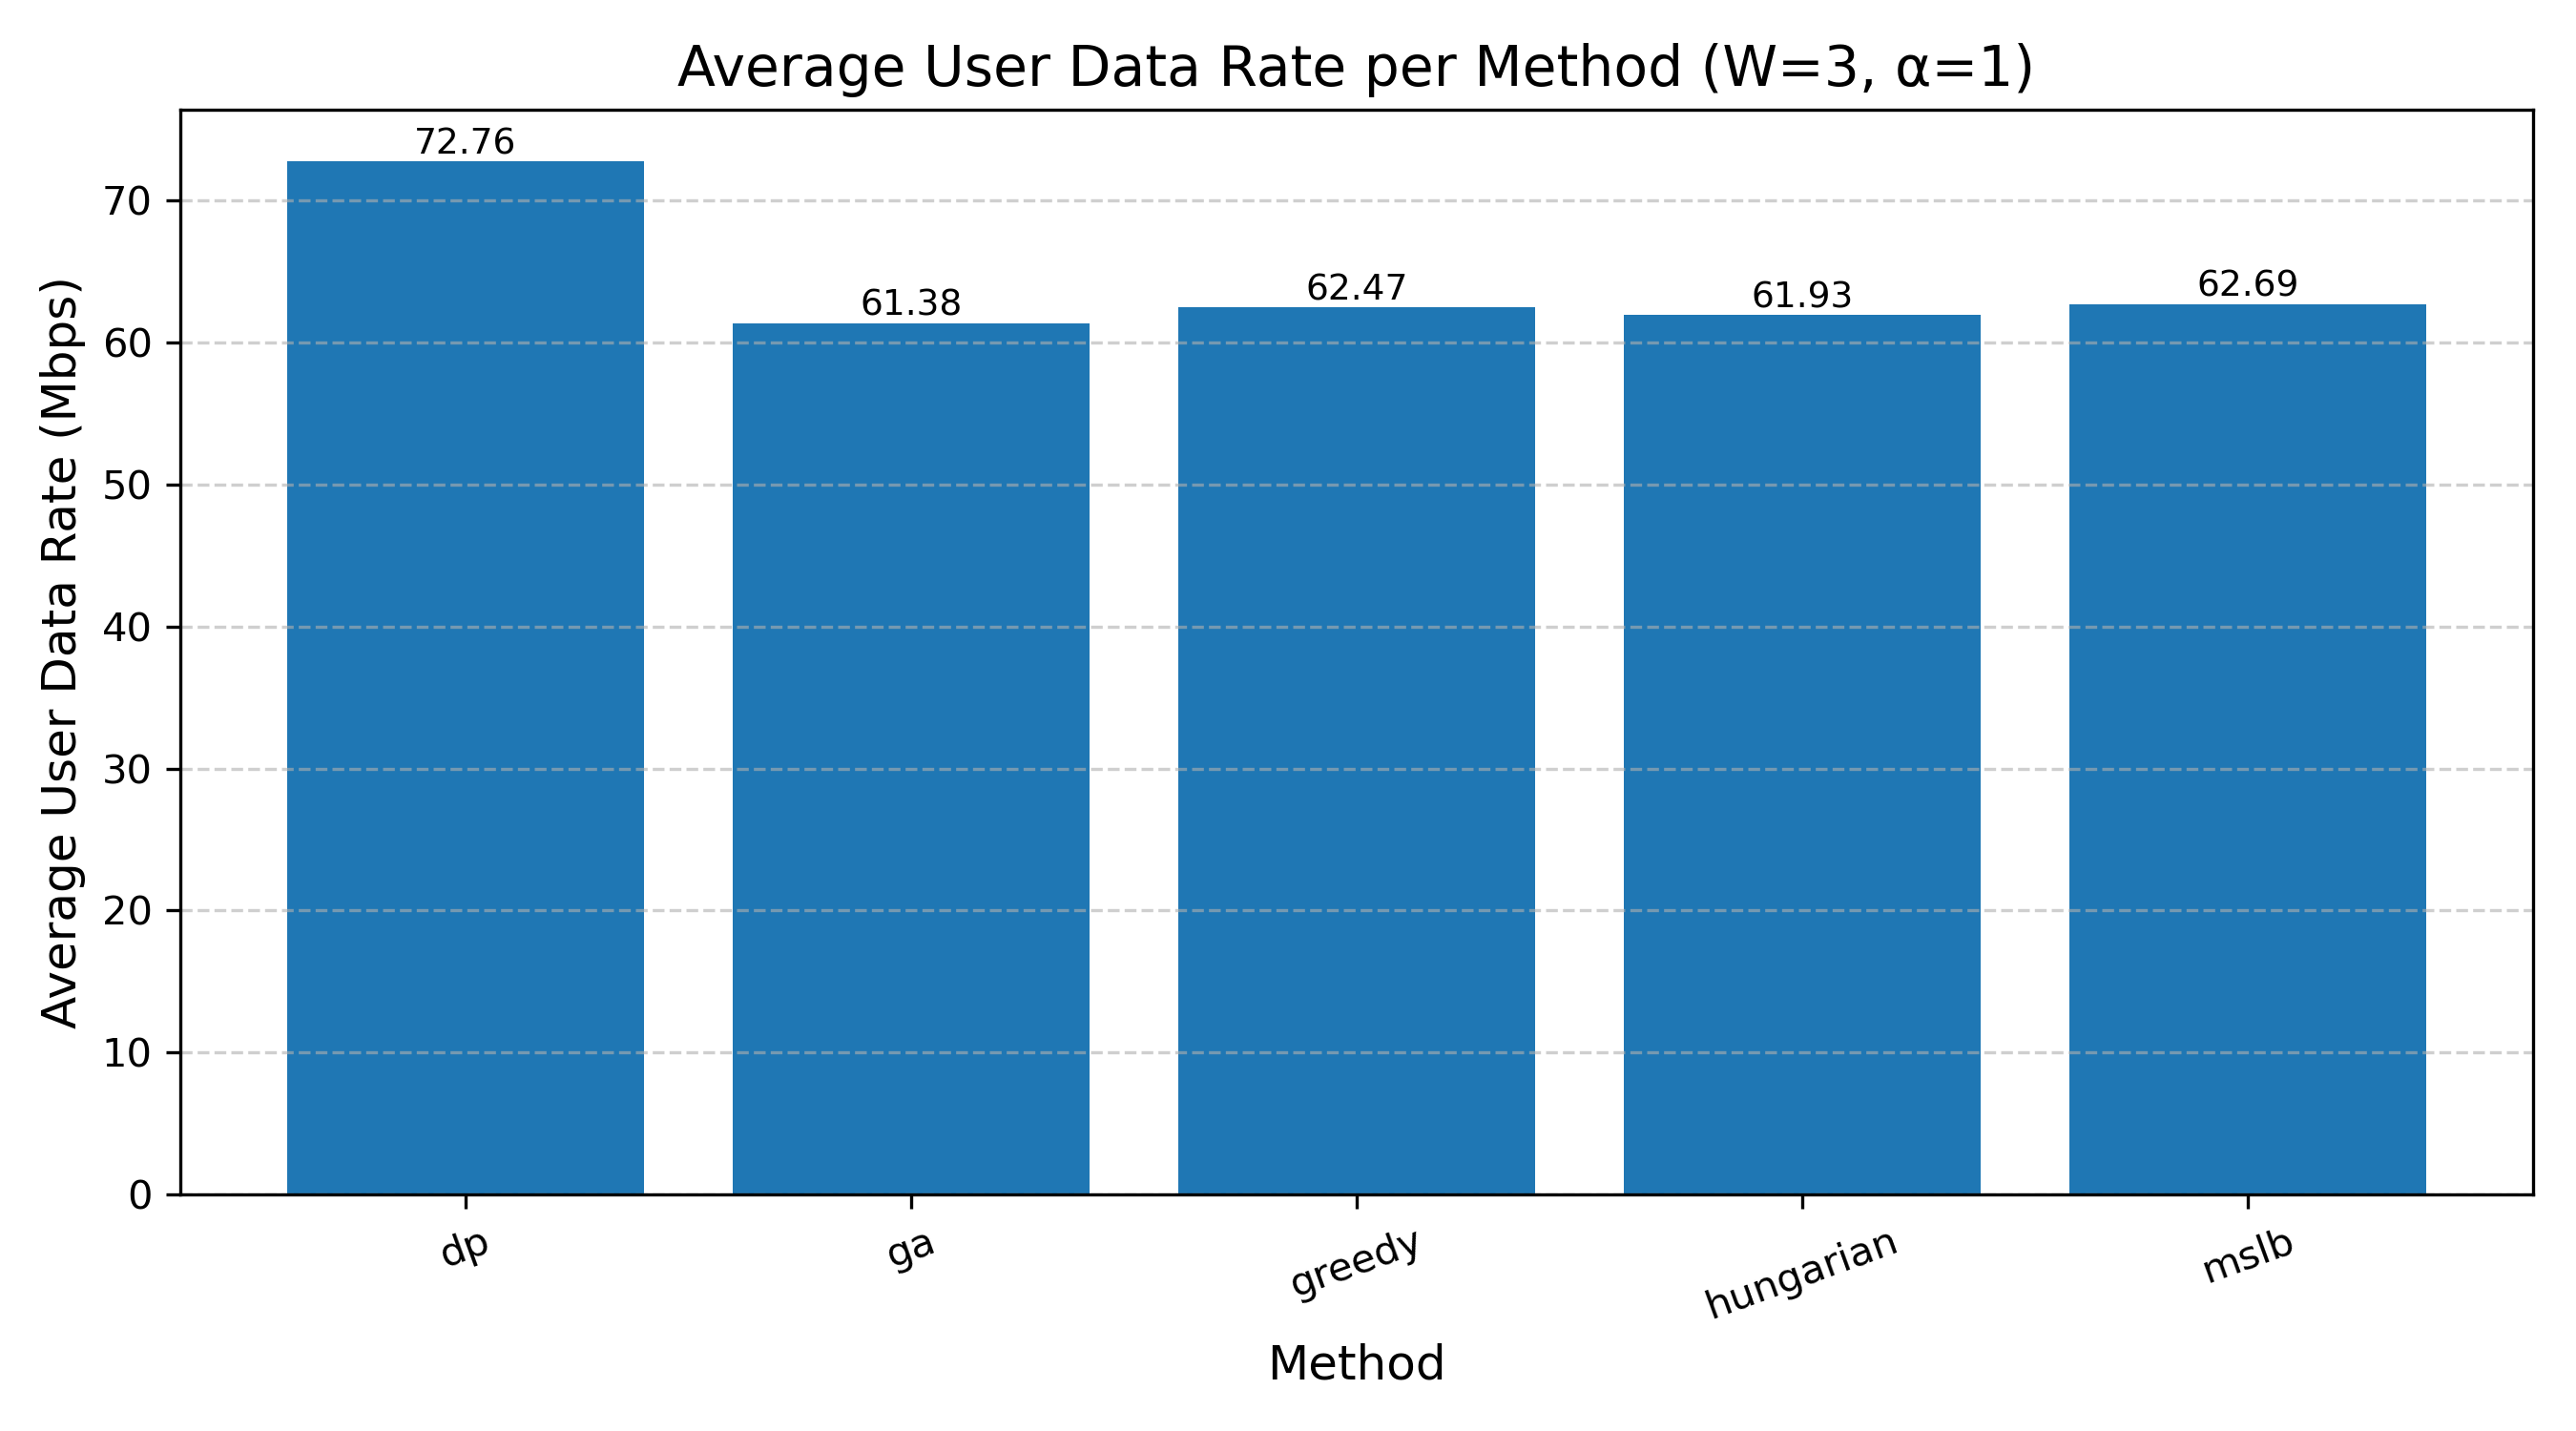 Average User Data Rate per Method (W=3, α=1)
Average User Data Rate (Mbps)
70
60
50
40
30
20
10
0
72.76
61.38
62.47
61.93
62.69
dp
ga
greedy
hungarian
mslb
Method